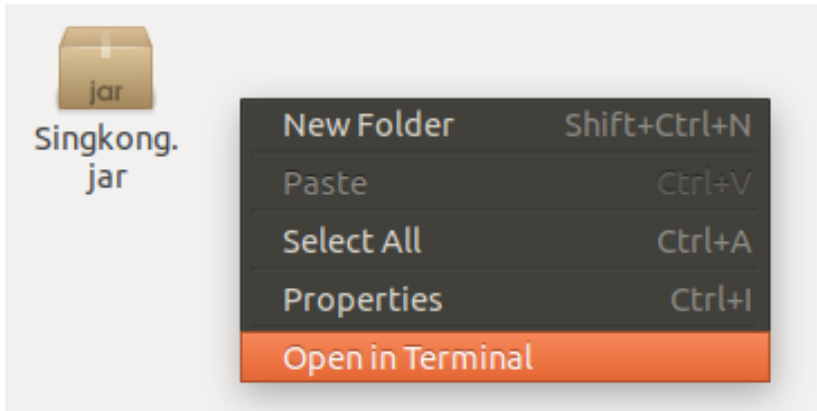 jar
Singkong.
jar
New Folder Shift+Ctrl+N
Paste Ctrl+V
Select All Ctrl+A
Properties Ctrl+I
Open in Terminal